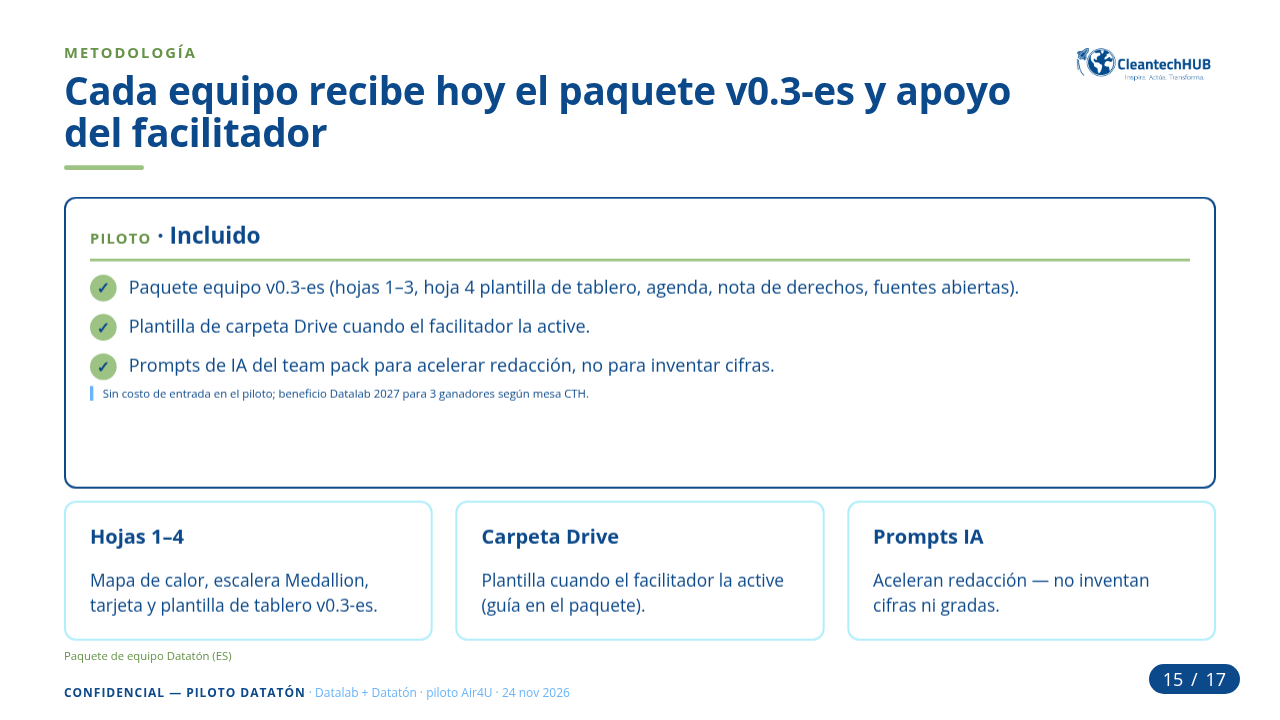 METODOLOGÍA
Cada equipo recibe hoy el paquete v0.3-es y apoyo
del facilitador
CleantechHUB
Inspira. Actúa. Transforma.
PILOTO · Incluido
✓ Paquete equipo v0.3-es (hojas 1–3, hoja 4 plantilla de tablero, agenda, nota de derechos, fuentes abiertas).
✓ Plantilla de carpeta Drive cuando el facilitador la active.
✓ Prompts de IA del team pack para acelerar redacción, no para inventar cifras.
Sin costo de entrada en el piloto; beneficio Datalab 2027 para 3 ganadores según mesa CTH.
Hojas 1–4
Mapa de calor, escalera Medallion,
tarjeta y plantilla de tablero v0.3-es.
Carpeta Drive
Plantilla cuando el facilitador la active
(guía en el paquete).
Prompts IA
Aceleran redacción — no inventan
cifras ni gradas.
Paquete de equipo Datatón (ES)
CONFIDENCIAL — PILOTO DATATÓN · Datalab + Datatón · piloto Air4U · 24 nov 2026
15 / 17